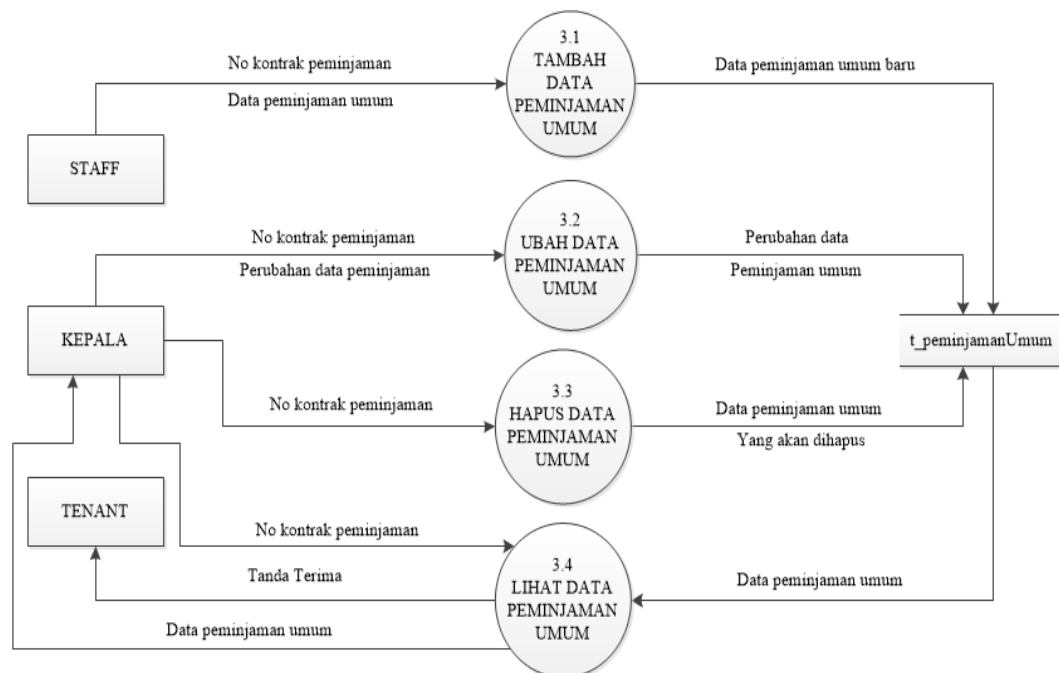 3.1
TAMBAH
DATA
PEMINJAMAN
UMUM
No kontrak peminjaman
Data peminjaman umum
Data peminjaman umum baru
STAFF
3.2
UBAH DATA
PEMINJAMAN
UMUM
No kontrak peminjaman
Perubahan data peminjaman
Perubahan data
Peminjaman umum
KEPALA
t_peminjamanUmum
3.3
HAPUS DATA
PEMINJAMAN
UMUM
No kontrak peminjaman
Data peminjaman umum
Yang akan dihapus
TENANT
No kontrak peminjaman
Tanda Terima
3.4
LIHAT DATA
PEMINJAMAN
UMUM
Data peminjaman umum
Data peminjaman umum